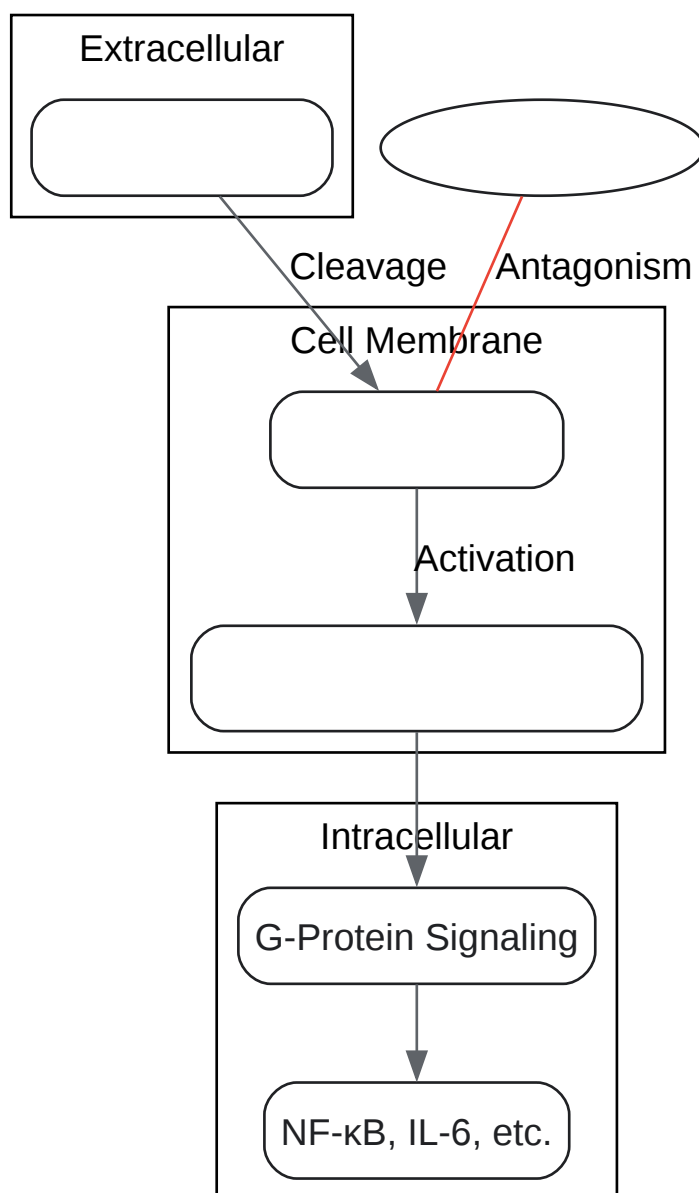 Extracellular
Cleavage
Antagonism
Cell Membrane
Activation
Intracellular
G-Protein Signaling
NF-κB, IL-6, etc.